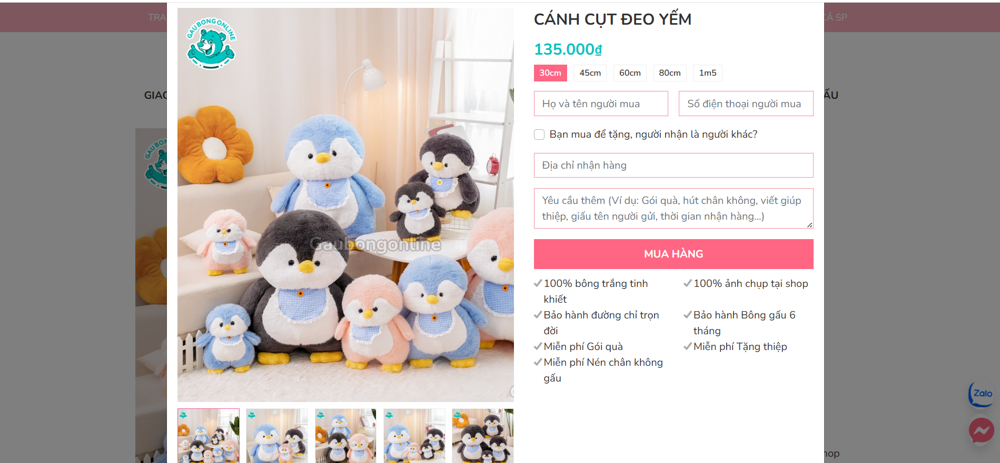 TRA
CẢ SP
GIAO
ẤU
GAUBONGONLINE
Gaubongonline
CÁNH CỤT ĐEO YẾM
135.000₫
30cm 45cm 60cm 80cm 1m5
Họ và tên người mua Số điện thoại người mua
Bạn mua để tặng, người nhận là người khác?
Địa chỉ nhận hàng
Yêu cầu thêm (Ví dụ: Gói quà, hút chân không, viết giúp
thiệp, giấu tên người gửi, thời gian nhận hàng...)
MUA HÀNG
100% bông trắng tinh
khiết
100% ảnh chụp tại shop
Bảo hành đường chỉ trọn
đời
Bảo hành Bông gấu 6
tháng
Miễn phí Gói quà
Miễn phí Tặng thiệp
Miễn phí Nén chân không
gấu
Zalo
hop